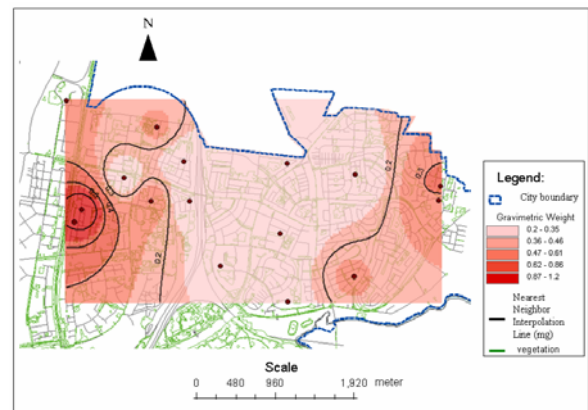 N
0.2
0.2
0.2
Legend:
City boundary
Gravimetric Weight
0.2 - 0.35
0.36 - 0.46
0.47 - 0.61
0.62 - 0.86
0.87 - 1.2
Nearest
Neighbor
Interpolation
Line (mg)
vegetation
Scale
0 480 960 1,920 meter